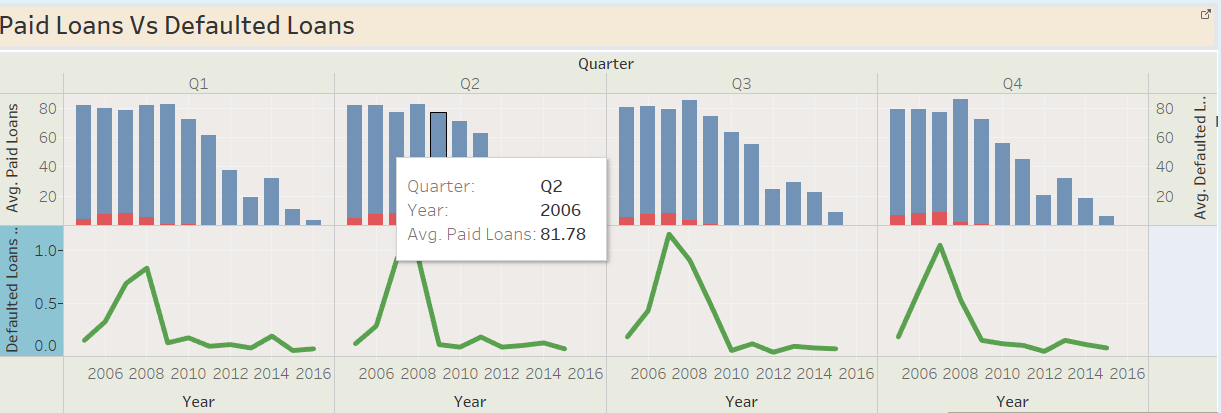 Paid Loans Vs Defaulted Loans
Quarter
Q1 Q2 Q3 Q4
Avg. Paid Loans
80
60
40
20
80
60
40
20
Avg. Defaulted L..
Quarter: Q2
Year: 2006
Avg. Paid Loans: 81.78
Defaulted Loans ..
1.0
0.5
0.0
2006 2008 2010 2012 2014 2016 2006 2008 2010 2012 2014 2016 2006 2008 2010 2012 2014 2016 2006 2008 2010 2012 2014 2016
Year Year Year Year